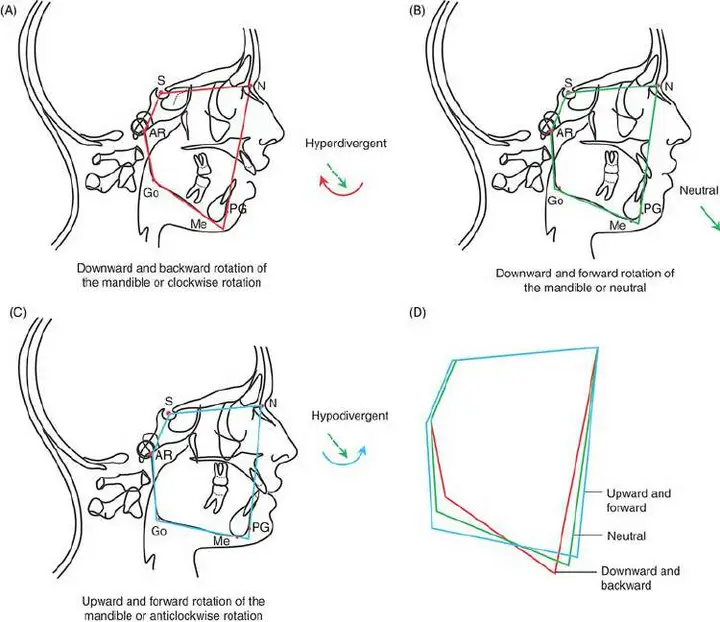 (A)
S
N
AR
Go
PG
Me
Hyperdivergent
Downward and backward rotation of
the mandible or clockwise rotation
(B)
S
N
AR
Go
PG
Me
Neutral
Downward and forward rotation of
the mandible or neutral
(C)
S
N
AR
Go
PG
Me
Hypodivergent
Upward and forward rotation of the
mandible or anticlockwise rotation
(D)
Upward and
forward
Neutral
Downward and
backward